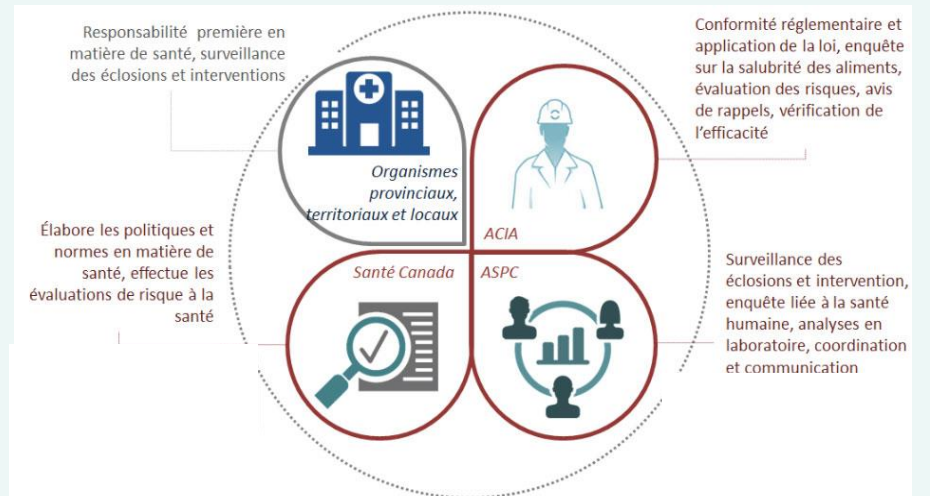 Responsabilité première en
matière de santé, surveillance
des éclosions et interventions
Organismes
provinciaux,
territoriaux et locaux
Conformité réglementaire et
application de la loi, enquête
sur la salubrité des aliments,
évaluation des risques, avis
de rappels, vérification de
l'efficacité
ACIA
Élabore les politiques et
normes en matière de
santé, effectue les
évaluations de risque à la
santé
Santé Canada
ASPC
Surveillance des
éclosions et intervention,
enquête liée à la santé
humaine, analyses en
laboratoire, coordination
et communication